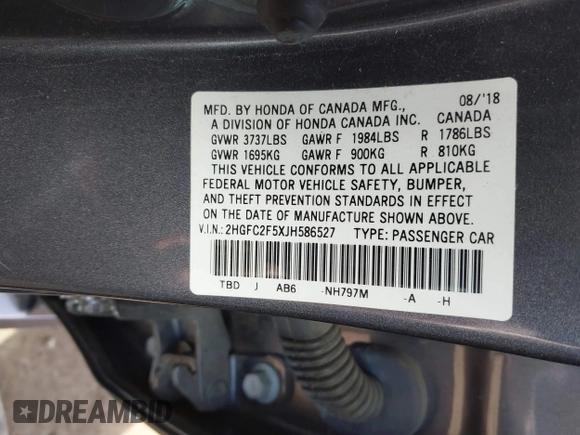 MFD. BY HONDA OF CANADA MFG., 08/'18
A DIVISION OF HONDA CANADA INC. CANADA
GVWR 3737LBS GAWR F 1984LBS R 1786LBS
GVWR 1695KG GAWR F 900KG R 810KG
THIS VEHICLE CONFORMS TO ALL APPLICABLE
FEDERAL MOTOR VEHICLE SAFETY, BUMPER,
AND THEFT PREVENTION STANDARDS IN EFFECT
ON THE DATE OF MANUFACTURE SHOWN ABOVE.
V.I.N.: 2HGFC2F5XJH586527 TYPE: PASSENGER CAR
TBD J AB6 -NH797M -A -H
DREAMBID